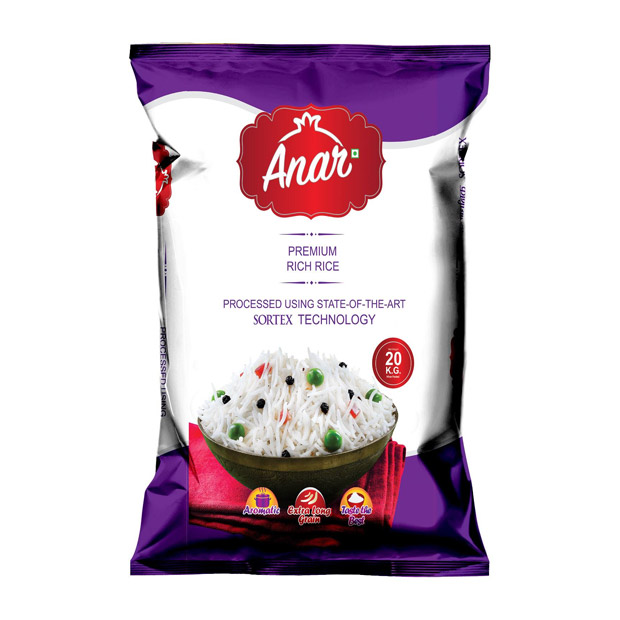 Anar
PREMIUM
RICH RICE
PROCESSED USING STATE-OF-THE-ART
SORTEX TECHNOLOGY
20
K.G.
PROCESSED USING
Aromatic
Extra Long
Grain
Taste the
Best